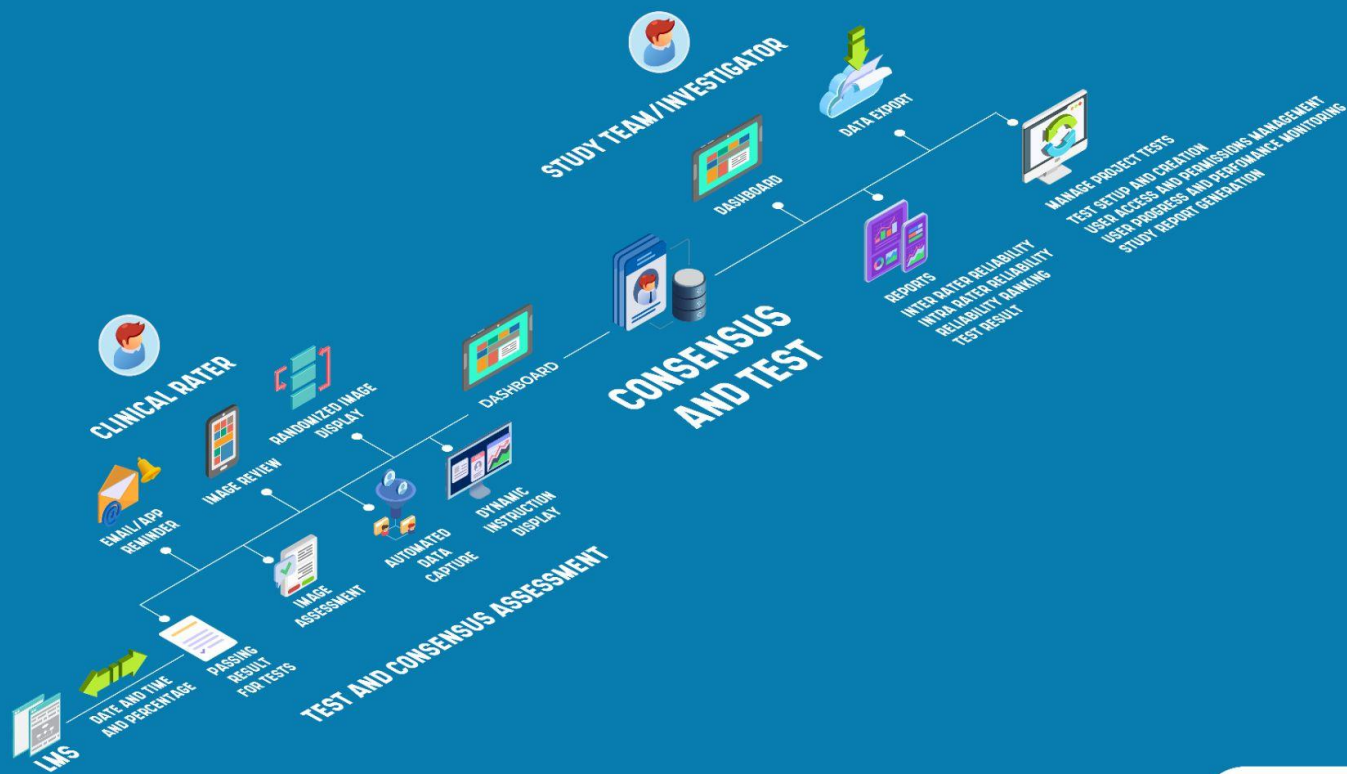 STUDY TEAM/INVESTIGATOR
DATA EXPORT
DASHBOARD
MANAGE PROJECT TESTS
TEST SETUP AND CREATION
USER ACCESS AND PERMISSIONS MANAGEMENT
USER PROGRESS AND PERFOMANCE MONITORING
STUDY REPORT GENERATION
REPORTS
INTER RATER RELIABILITY
INTRA RATER RELIABILITY
RELIABILITY RANKING
TEST RESULT
CONSENSUS
AND TEST
CLINICAL RATER
DASHBOARD
RANDOMIZED IMAGE
DISPLAY
IMAGE REVIEW
EMAIL/APP
REMINDER
DYNAMIC
INSTRUCTION
DISPLAY
AUTOMATED
DATA
CAPTURE
IMAGE
ASSESSMENT
TEST AND CONSENSUS ASSESSMENT
PASSING
RESULT
FOR TESTS
DATE AND TIME
AND PERCENTAGE
LMS